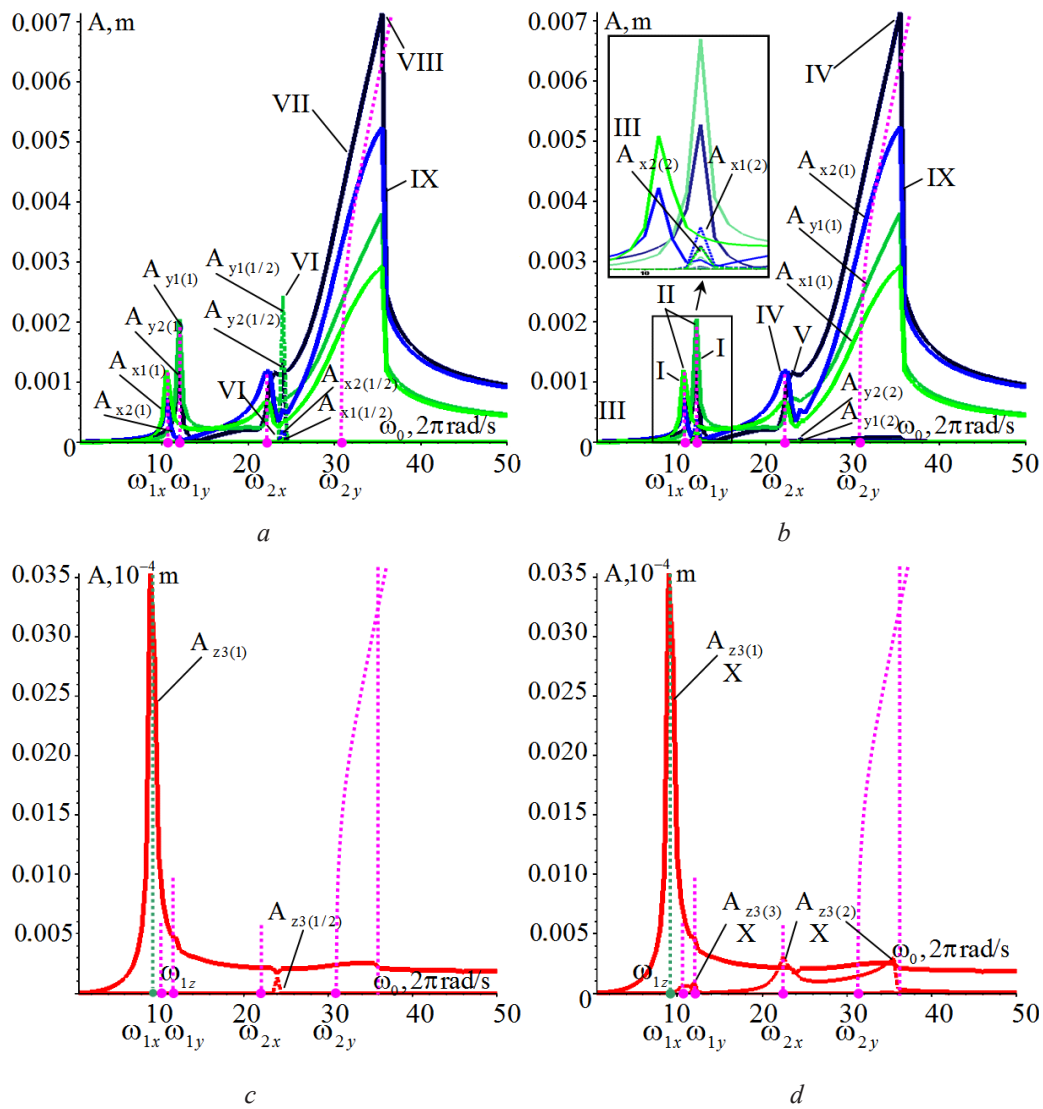 0.007
A, m
VIII
0.006
VII
0.005
0.004
IX
0.003
A y1(1/2)
VI
A y1(1)
A y2(1/2)
0.002
A y2(1)
A x1(1)
VI
A x2(1/2)
0.001
A x2(1)
A x1(1/2)
ω₀, 2π rad/s
0
10
20
30
40
50
ω1x
ω1y
ω2x
ω2y
a
0.007
A, m
IV
0.006
III
A x2(2)
A x1(2)
0.005
A x2(1)
0.004
IX
A y1(1)
10
0.003
A x1(1)
II
IV
V
0.002
I
A y2(2)
0.001
I
A y1(2)
III
ω₀, 2π rad/s
0
10
20
30
40
50
ω1x
ω1y
ω2x
ω2y
b
0.035
A, 10⁻⁴ m
0.030
A z3(1)
0.025
0.020
0.015
0.010
A z3(1/2)
0.005
ω1z
ω₀, 2π rad/s
0
10
20
30
40
50
ω1x
ω1y
ω2x
ω2y
c
0.035
A, 10⁻⁴ m
0.030
A z3(1)
X
0.025
0.020
0.015
0.010
A z3(3)
X
A z3(2)
X
0.005
ω₀, 2π rad/s
ω1z
0
10
20
30
40
50
ω1x
ω1y
ω2x
ω2y
d